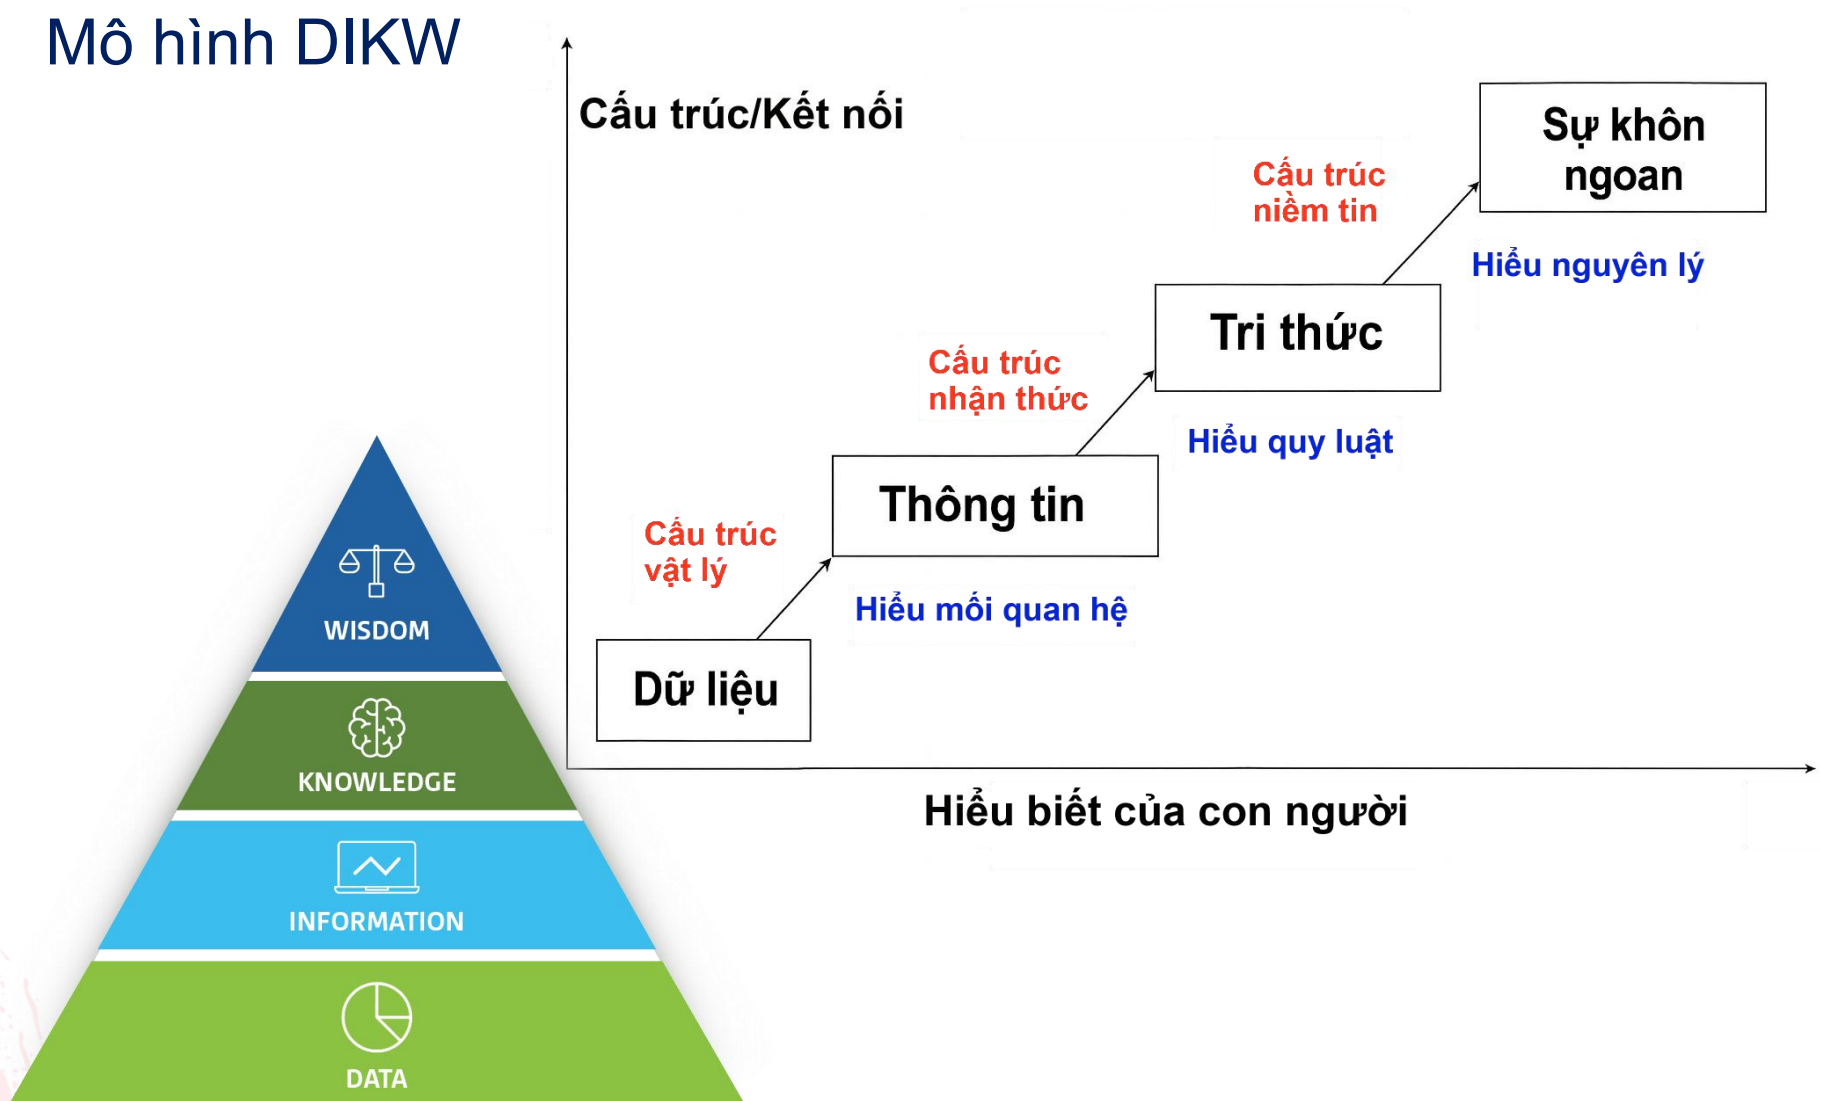 Mô hình DIKW
Cấu trúc/Kết nối
Sự khôn
ngoan
Cấu trúc
niềm tin
Hiểu nguyên lý
Tri thức
Cấu trúc
nhận thức
Hiểu quy luật
Thông tin
Cấu trúc
vật lý
Hiểu mối quan hệ
Dữ liệu
Hiểu biết của con người
WISDOM
KNOWLEDGE
INFORMATION
DATA